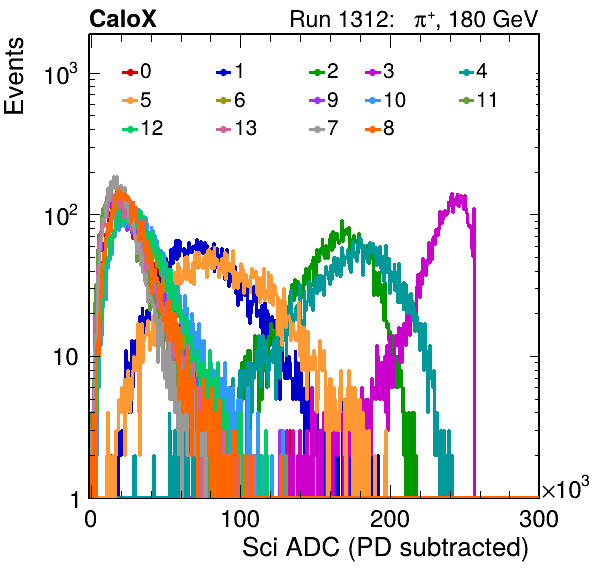 CaloX Run 1312: π⁺, 180 GeV
Events
10³
0 1 2 3 4
5 6 9 10 11
12 13 7 8
10²
10
1
0 100 200 300
×10³
Sci ADC (PD subtracted)